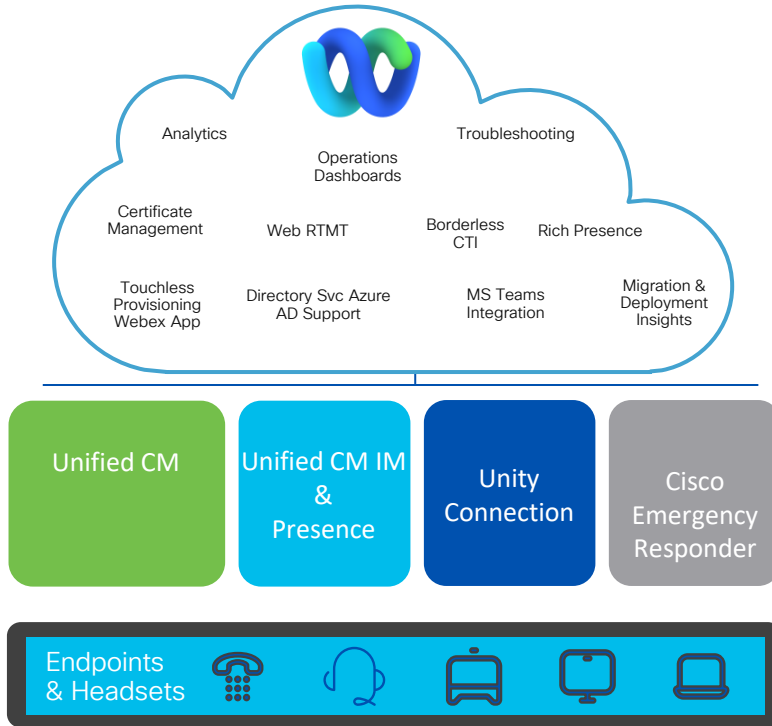 Analytics
Troubleshooting
Operations
Dashboards
Certificate
Management
Web RTMT
Borderless
CTI
Rich Presence
Touchless
Provisioning
Webex App
Directory Svc Azure
AD Support
MS Teams
Integration
Migration &
Deployment
Insights
Unified CM
Unified CM IM
&
Presence
Unity
Connection
Cisco
Emergency
Responder
Endpoints
& Headsets